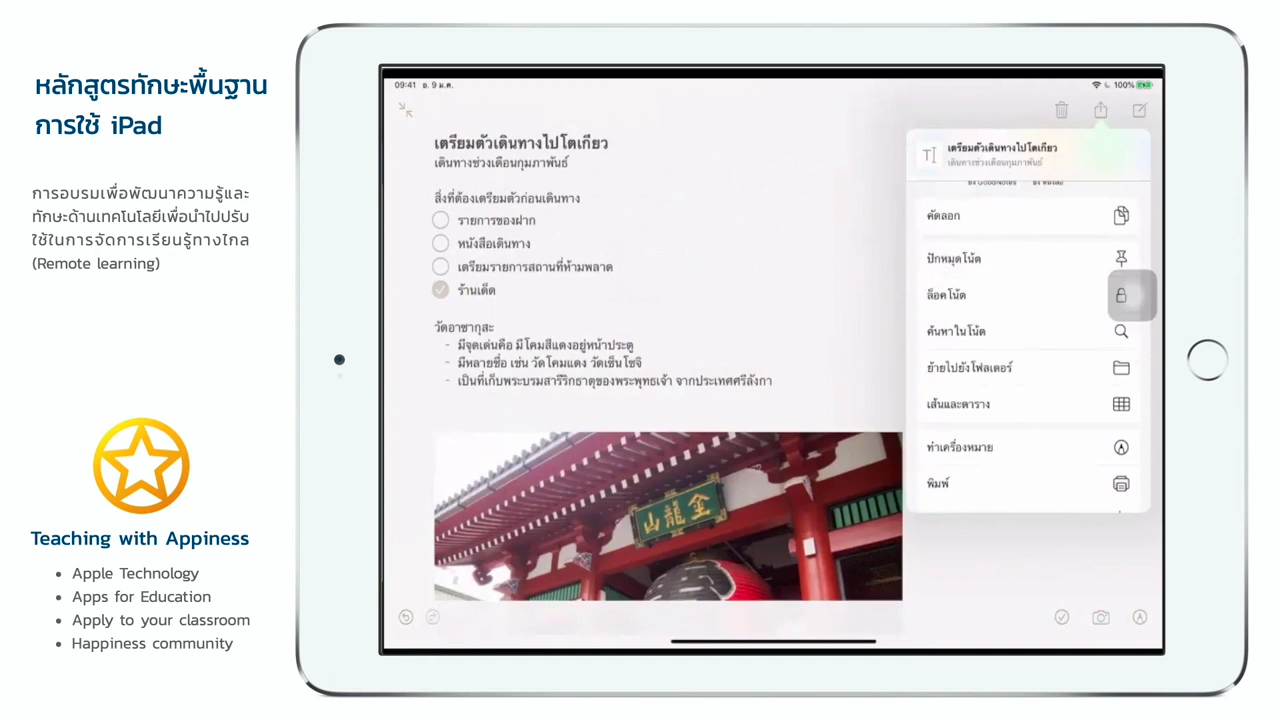 หลักสูตรทักษะพื้นฐาน
การใช้ iPad
การอบรมเพื่อพัฒนาความรู้และ
ทักษะด้านเทคโนโลยีเพื่อนำไปปรับ
ใช้ในการจัดการเรียนรู้ทางไกล
(Remote learning)
Teaching with Appiness
• Apple Technology
• Apps for Education
• Apply to your classroom
• Happiness community
09:41 อ. 9 ม.ค.
100%
เตรียมตัวเดินทางไปโตเกียว
เดินทางช่วงเดือนกุมภาพันธ์
สิ่งที่ต้องเตรียมตัวก่อนเดินทาง
รายการของฝาก
หนังสือเดินทาง
เตรียมรายการสถานที่ห้ามพลาด
ร้านเด็ด
วัดอาซากุสะ
- มีจุดเด่นคือ มีโคมสีแดงอยู่หน้าประตู
- มีหลายชื่อ เช่น วัดโคมแดง วัดเซ็นโซจิ
- เป็นที่เก็บพระบรมสารีริกธาตุของพระพุทธเจ้า จากประเทศศรีลังกา
金龍山
เตรียมตัวเดินทางไปโตเกียว
เดินทางช่วงเดือนกุมภาพันธ์
คัดลอก
ปักหมุดโน้ต
ล็อคโน้ต
ค้นหาในโน้ต
ย้ายไปยังโฟลเดอร์
เส้นและตาราง
ทำเครื่องหมาย
พิมพ์